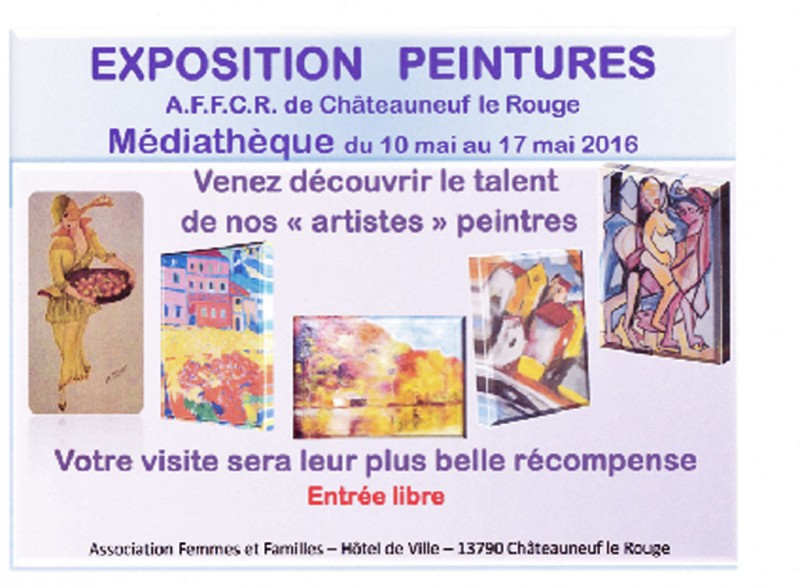 EXPOSITION PEINTURES
A.F.F.C.R. de Châteauneuf le Rouge
Médiathèque du 10 mai au 17 mai 2016
Venez découvrir le talent
de nos « artistes » peintres
Votre visite sera leur plus belle récompense
Entrée libre
Association Femmes et Familles – Hôtel de Ville – 13790 Châteauneuf le Rouge